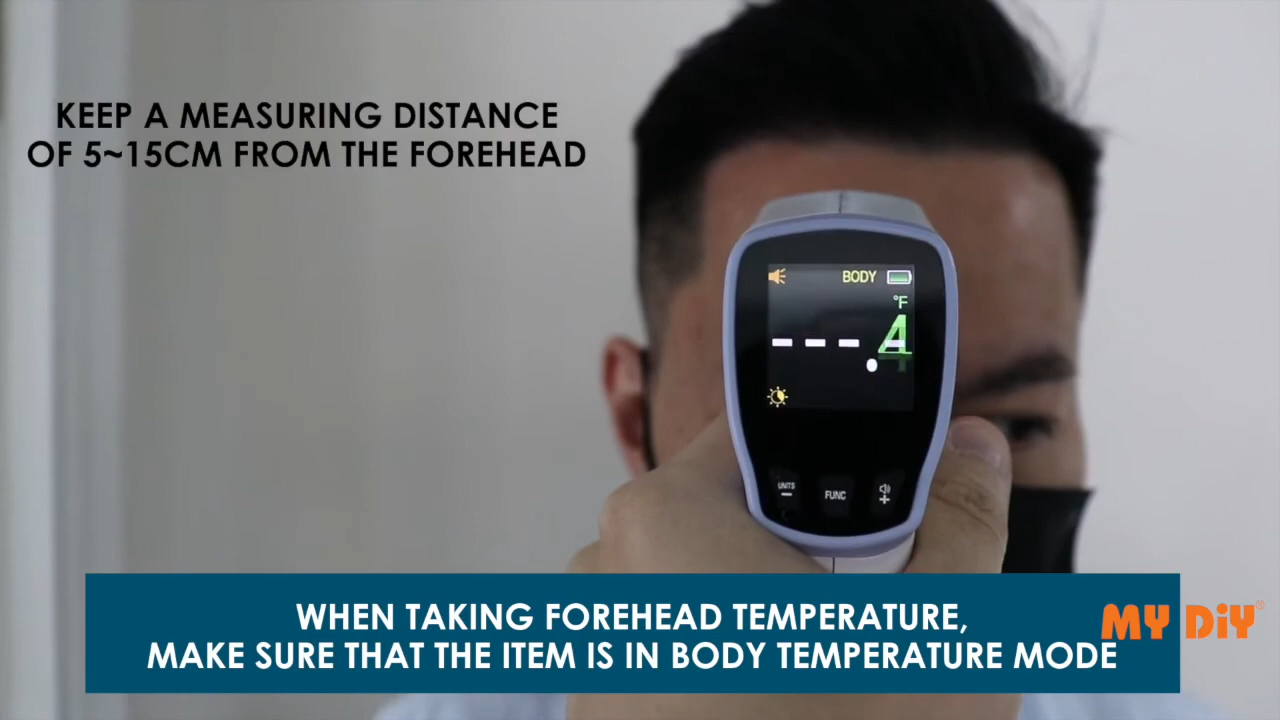 KEEP A MEASURING DISTANCE
OF 5~15CM FROM THE FOREHEAD
BODY
°F
---.4
UNITS
FUNC
WHEN TAKING FOREHEAD TEMPERATURE,
MAKE SURE THAT THE ITEM IS IN BODY TEMPERATURE MODE
MY DiY®